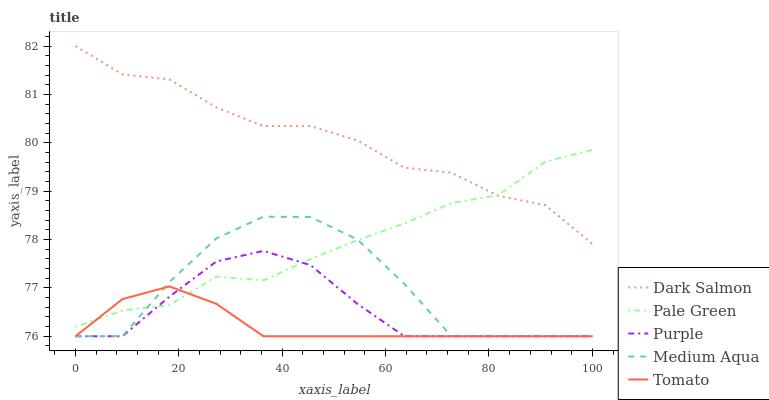 title
82
81
80
79
78
77
76
yaxis_label
0
20
40
60
80
100
xaxis_label
Dark Salmon
Pale Green
Purple
Medium Aqua
Tomato